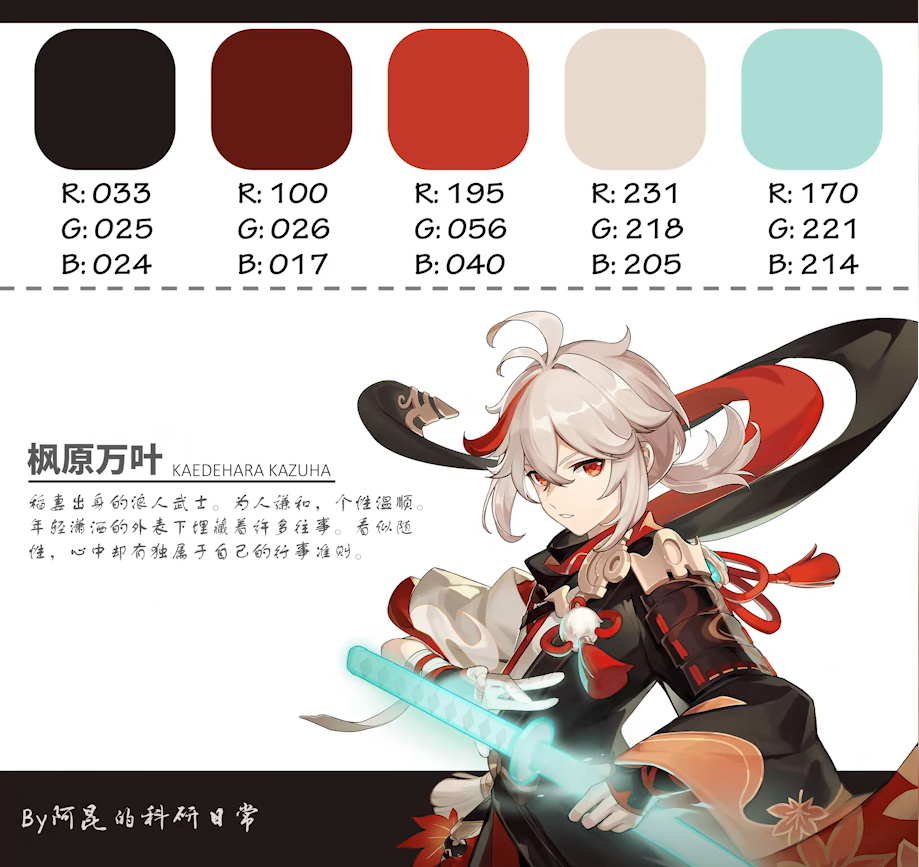 R: 033 R: 100 R: 195 R: 231 R: 170
G: 025 G: 026 G: 056 G: 218 G: 221
B: 024 B: 017 B: 040 B: 205 B: 214
枫原万叶 KAEDEHARA KAZUHA
稻妻出身的浪人武士。为人谦和，个性温顺。
年轻潇洒的外表下埋藏着许多往事。看似随
性，心中却有独属于自己的行事准则。
By阿昆的科研日常